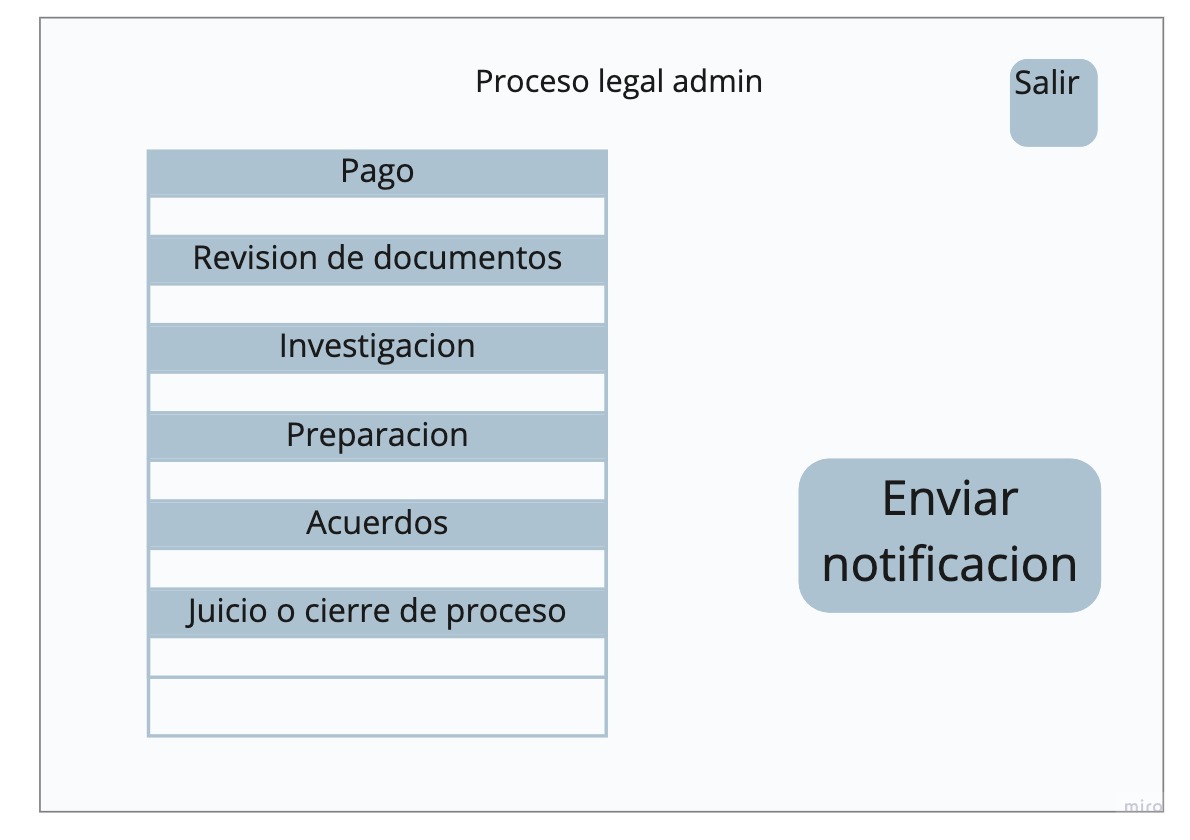 Proceso legal admin
Salir
Pago
Revision de documentos
Investigacion
Preparacion
Acuerdos
Juicio o cierre de proceso
Enviar
notificacion
miro